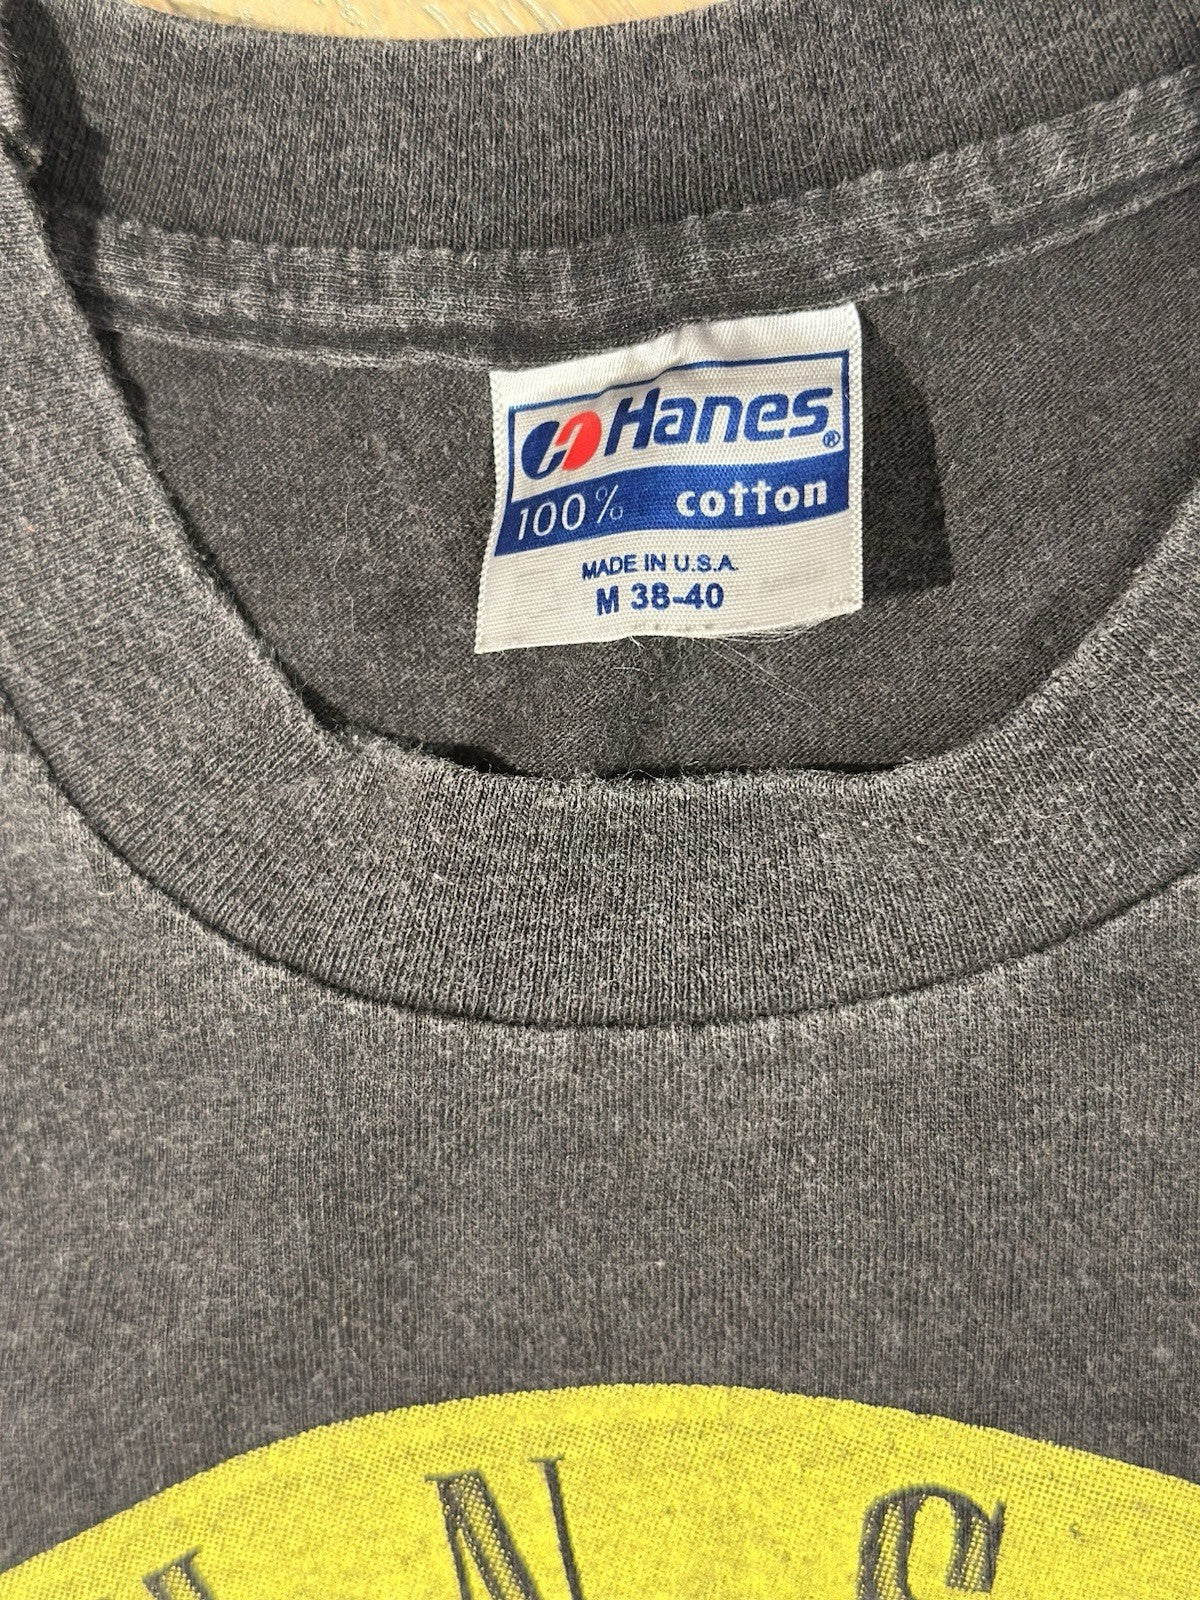 Hanes®
100% cotton
MADE IN U.S.A.
M 38-40
N S